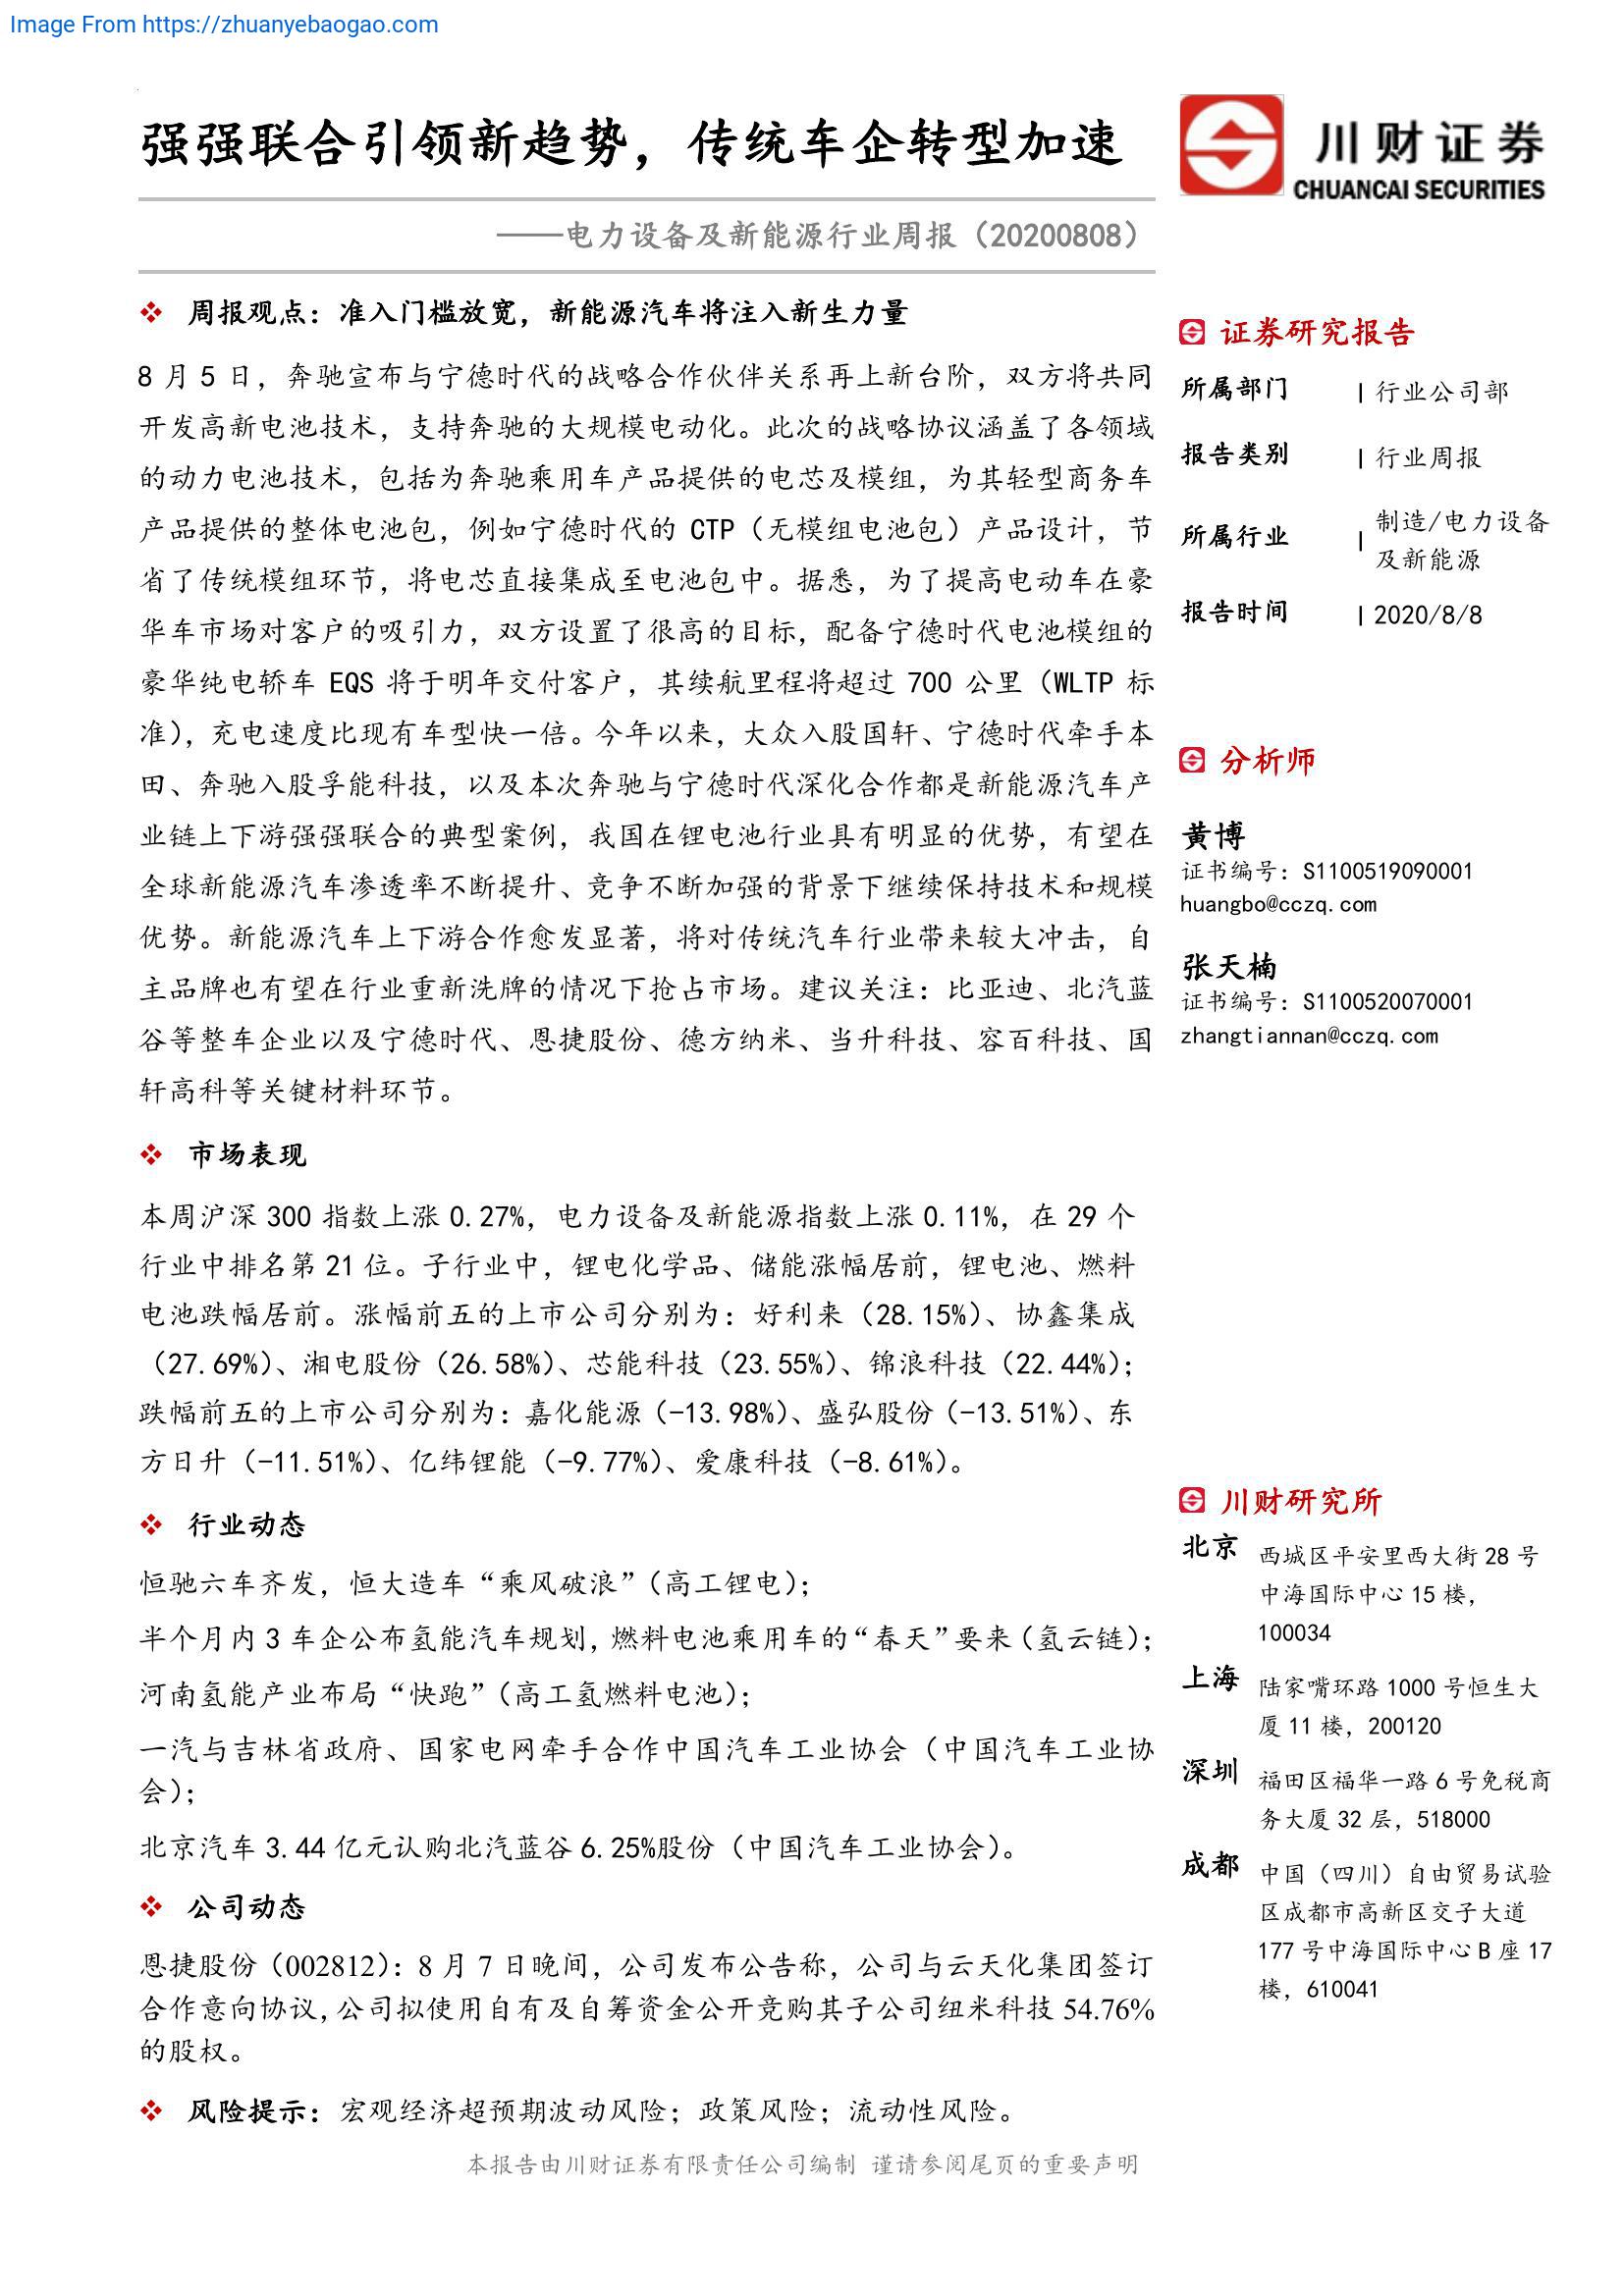 Image From https://zhuanyebaogao.com
强强联合引领新趋势，传统车企转型加速
——电力设备及新能源行业周报（20200808）
川财证券
CHUANCAI SECURITIES
周报观点：准入门槛放宽，新能源汽车将注入新生力量
8 月 5 日，奔驰宣布与宁德时代的战略合作伙伴关系再上新台阶，双方将共同
开发高新电池技术，支持奔驰的大规模电动化。此次的战略协议涵盖了各领域
的动力电池技术，包括为奔驰乘用车产品提供的电芯及模组，为其轻型商务车
产品提供的整体电池包，例如宁德时代的 CTP（无模组电池包）产品设计，节
省了传统模组环节，将电芯直接集成至电池包中。据悉，为了提高电动车在豪
华车市场对客户的吸引力，双方设置了很高的目标，配备宁德时代电池模组的
豪华纯电轿车 EQS 将于明年交付客户，其续航里程将超过 700 公里（WLTP 标
准），充电速度比现有车型快一倍。今年以来，大众入股国轩、宁德时代牵手本
田、奔驰入股孚能科技，以及本次奔驰与宁德时代深化合作都是新能源汽车产
业链上下游强强联合的典型案例，我国在锂电池行业具有明显的优势，有望在
全球新能源汽车渗透率不断提升、竞争不断加强的背景下继续保持技术和规模
优势。新能源汽车上下游合作愈发显著，将对传统汽车行业带来较大冲击，自
主品牌也有望在行业重新洗牌的情况下抢占市场。建议关注：比亚迪、北汽蓝
谷等整车企业以及宁德时代、恩捷股份、德方纳米、当升科技、容百科技、国
轩高科等关键材料环节。
市场表现
本周沪深 300 指数上涨 0.27%，电力设备及新能源指数上涨 0.11%，在 29 个
行业中排名第 21 位。子行业中，锂电化学品、储能涨幅居前，锂电池、燃料
电池跌幅居前。涨幅前五的上市公司分别为：好利来（28.15%）、协鑫集成
（27.69%）、湘电股份（26.58%）、芯能科技（23.55%）、锦浪科技（22.44%）；
跌幅前五的上市公司分别为：嘉化能源（-13.98%）、盛弘股份（-13.51%）、东
方日升（-11.51%）、亿纬锂能（-9.77%）、爱康科技（-8.61%）。
行业动态
恒驰六车齐发，恒大造车“乘风破浪”（高工锂电）；
半个月内 3 车企公布氢能汽车规划，燃料电池乘用车的“春天”要来（氢云链）；
河南氢能产业布局“快跑”（高工氢燃料电池）；
一汽与吉林省政府、国家电网牵手合作中国汽车工业协会（中国汽车工业协
会）；
北京汽车 3.44 亿元认购北汽蓝谷 6.25%股份（中国汽车工业协会）。
公司动态
恩捷股份（002812）：8 月 7 日晚间，公司发布公告称，公司与云天化集团签订
合作意向协议，公司拟使用自有及自筹资金公开竞购其子公司纽米科技 54.76%
的股权。
风险提示：宏观经济超预期波动风险；政策风险；流动性风险。
证券研究报告
所属部门 | 行业公司部
报告类别 | 行业周报
所属行业 | 制造/电力设备
及新能源
报告时间 | 2020/8/8
分析师
黄博
证书编号：S1100519090001
huangbo@cczq.com
张天楠
证书编号：S1100520070001
zhangtiannan@cczq.com
川财研究所
北京 西城区平安里西大街 28 号
中海国际中心 15 楼，
100034
上海 陆家嘴环路 1000 号恒生大
厦 11 楼，200120
深圳 福田区福华一路 6 号免税商
务大厦 32 层，518000
成都 中国（四川）自由贸易试验
区成都市高新区交子大道
177 号中海国际中心 B 座 17
楼，610041
本报告由川财证券有限责任公司编制 谨请参阅尾页的重要声明